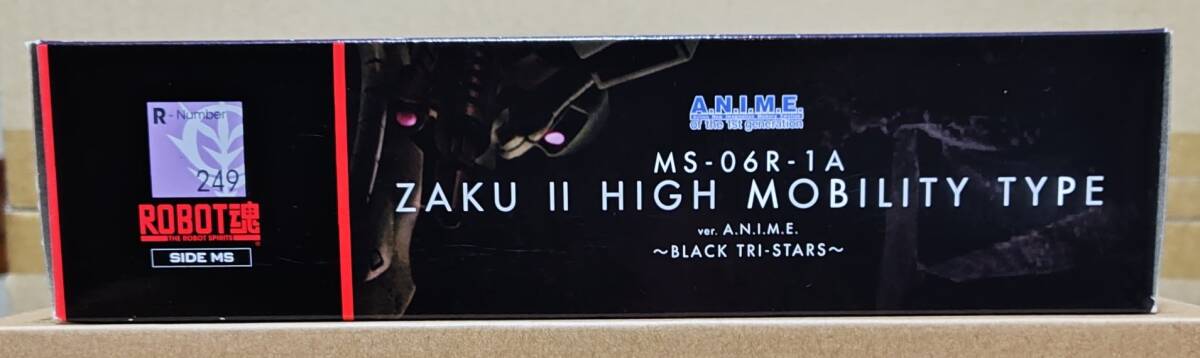 R-Number
249
ROBOT魂
THE ROBOT SPIRITS
SIDE MS
A.N.I.M.E.
of the 1st generation
MS-06R-1A
ZAKU II HIGH MOBILITY TYPE
ver. A.N.I.M.E.
～BLACK TRI-STARS～